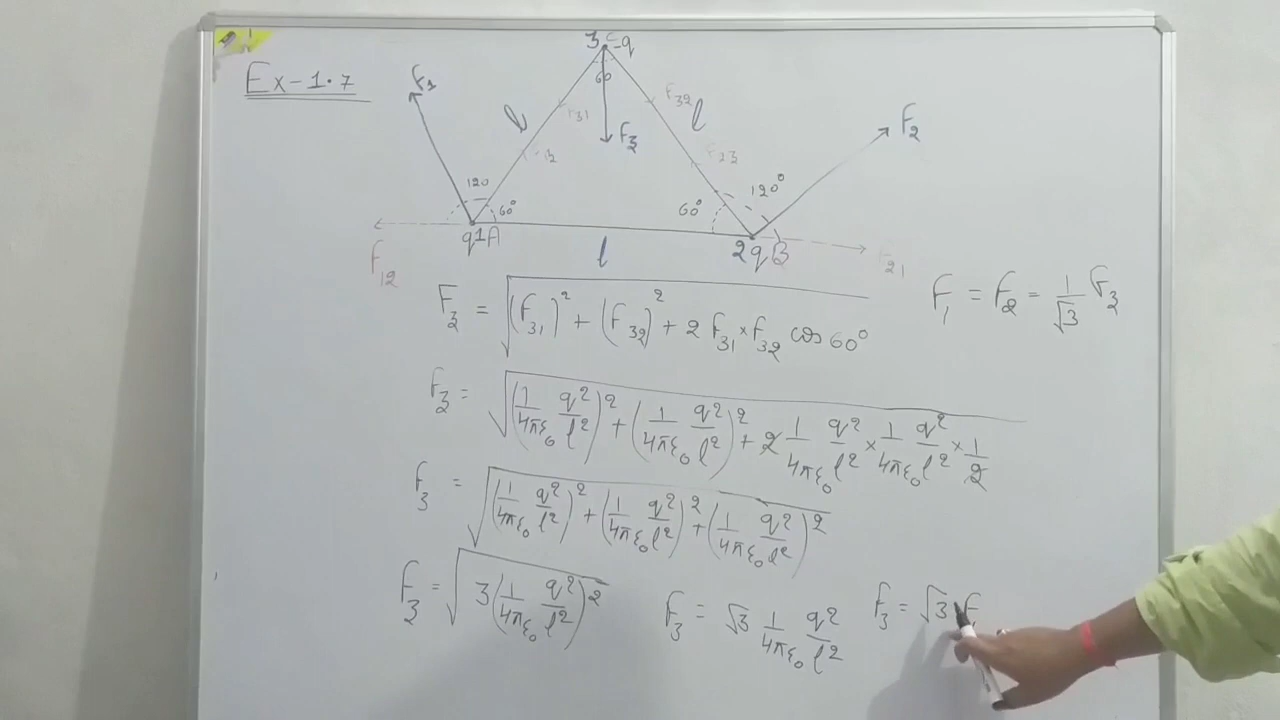 Ex-1.7
3 -q
60
F31
F32
l
l
F3
F23
F2
120
60°
60°
120°
q1A
l
2qB
F12
F21
F3 = √(F31)² + (F32)² + 2 F31 × F32 cos 60°
F1 = F2 = 1/√3 F3
F3 = √(1/4πε0 q²/l²)² + (1/4πε0 q²/l²)² + 2 1/4πε0 q²/l² × 1/4πε0 q²/l² × 1/2
F3 = √(1/4πε0 q²/l²)² + (1/4πε0 q²/l²)² + (1/4πε0 q²/l²)²
F3 = √3(1/4πε0 q²/l²)²
F3 = √3 1/4πε0 q²/l²
F3 = √3 F